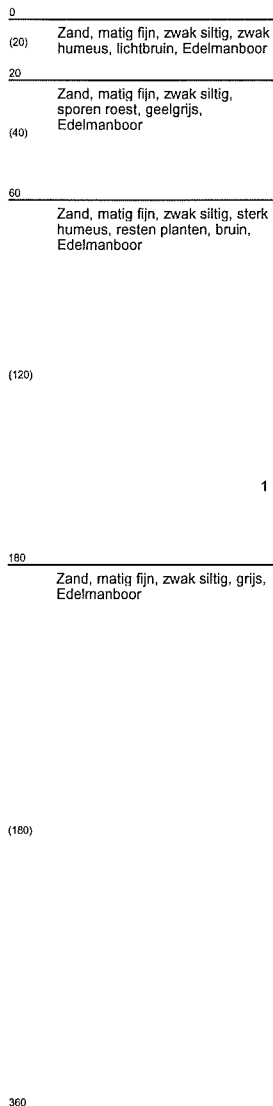 0
(20)
Zand, matig fijn, zwak siltig, zwak
humeus, lichtbruin, Edelmanboor
20
Zand, matig fijn, zwak siltig,
sporen roest, geelgrijs,
Edelmanboor
(40)
60
Zand, matig fijn, zwak siltig, sterk
humeus, resten planten, bruin,
Edelmanboor
(120)
1
180
Zand, matig fijn, zwak siltig, grijs,
Edelmanboor
(180)
360